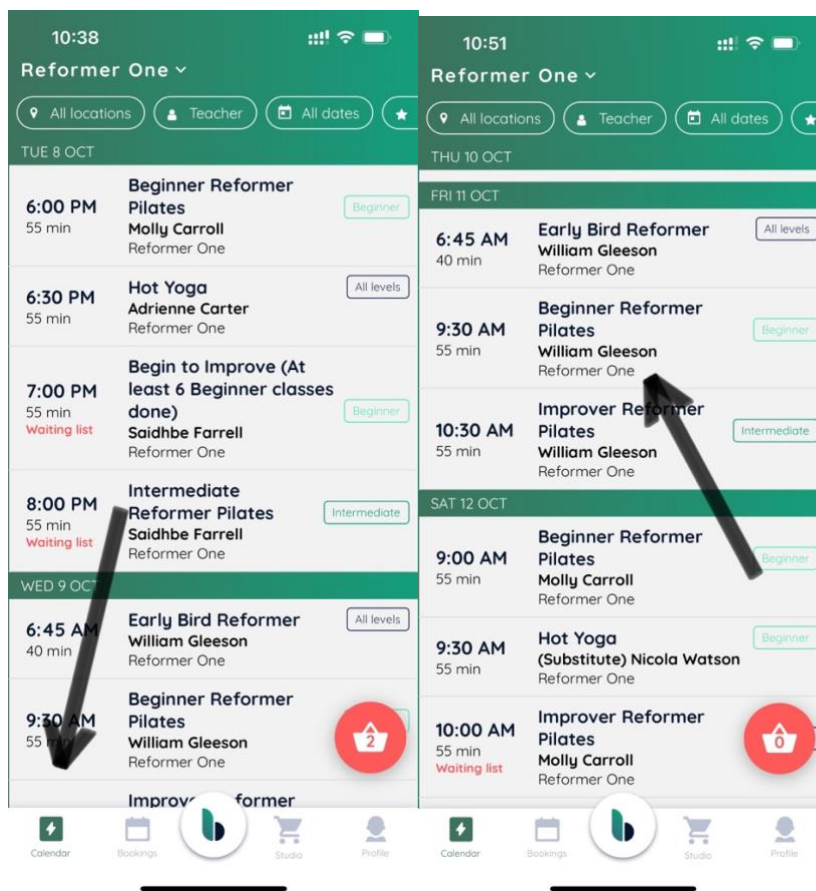 10:38
Reformer One
All locations
Teacher
All dates
TUE 8 OCT
6:00 PM
55 min
Beginner Reformer
Pilates
Molly Carroll
Reformer One
Beginner
6:30 PM
55 min
Hot Yoga
Adrienne Carter
Reformer One
All levels
7:00 PM
55 min
Waiting list
Begin to Improve (At
least 6 Beginner classes
done)
Saidhbe Farrell
Reformer One
Beginner
8:00 PM
55 min
Waiting list
Intermediate
Reformer Pilates
Saidhbe Farrell
Reformer One
Intermediate
WED 9 OCT
6:45 AM
40 min
Early Bird Reformer
William Gleeson
Reformer One
All levels
9:30 AM
55 min
Beginner Reformer
Pilates
William Gleeson
Reformer One
2
Calendar
Bookings
b
Studio
Profile
10:51
Reformer One
All locations
Teacher
All dates
THU 10 OCT
FRI 11 OCT
6:45 AM
40 min
Early Bird Reformer
William Gleeson
Reformer One
All levels
9:30 AM
55 min
Beginner Reformer
Pilates
William Gleeson
Reformer One
Beginner
10:30 AM
55 min
Improver Reformer
Pilates
William Gleeson
Reformer One
Intermediate
SAT 12 OCT
9:00 AM
55 min
Beginner Reformer
Pilates
Molly Carroll
Reformer One
Beginner
9:30 AM
55 min
Hot Yoga
(Substitute) Nicola Watson
Reformer One
Beginner
10:00 AM
55 min
Waiting list
Improver Reformer
Pilates
Molly Carroll
Reformer One
0
Calendar
Bookings
b
Studio
Profile